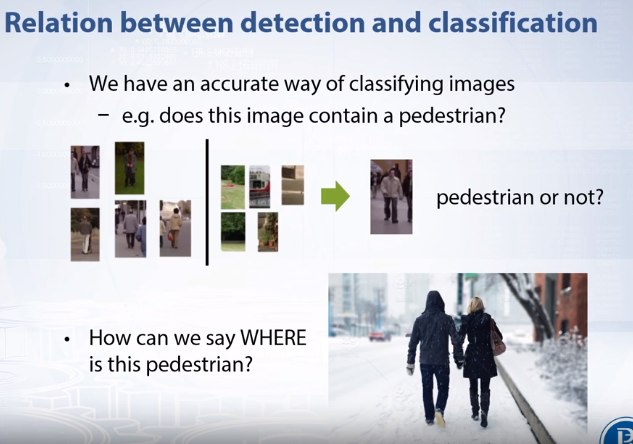 Relation between detection and classification
• We have an accurate way of classifying images
– e.g. does this image contain a pedestrian?
pedestrian or not?
• How can we say WHERE
is this pedestrian?